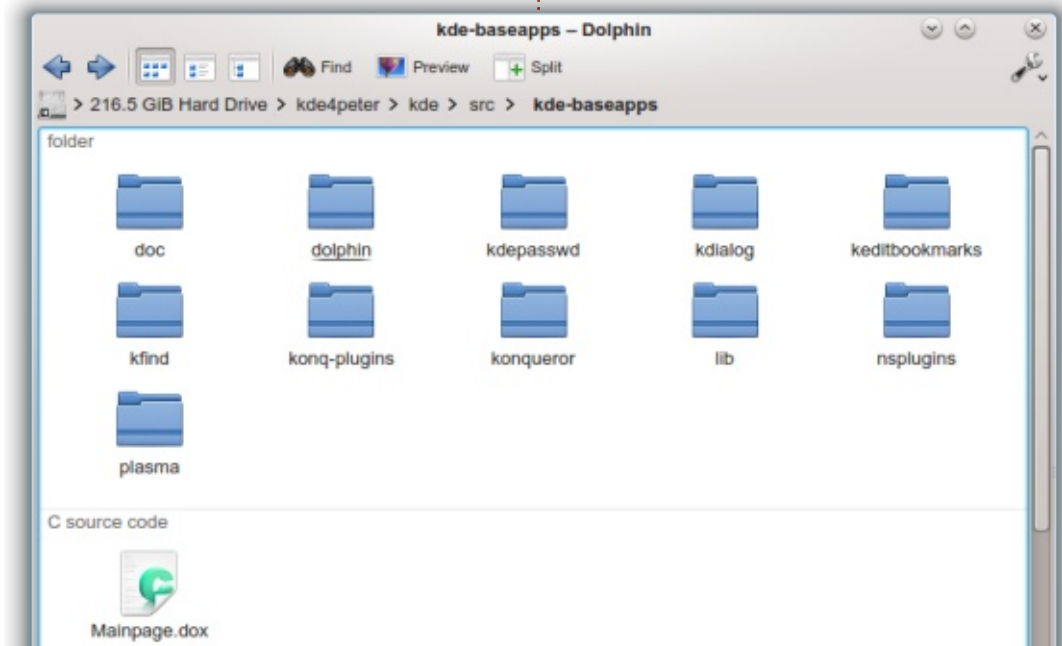 kde-baseapps – Dolphin
Find Preview Split
> 216.5 GiB Hard Drive > kde4peter > kde > src > kde-baseapps
folder
doc dolphin kdepasswd kdialog keditbookmarks
kfind konq-plugins konqueror lib nsplugins
plasma
C source code
Mainpage.dox